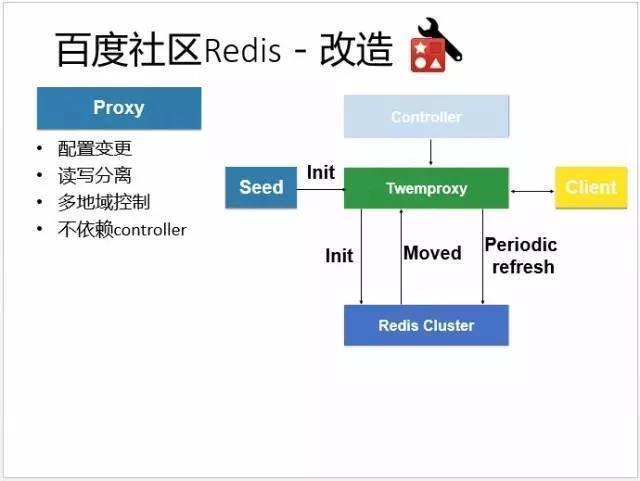 百度社区Redis - 改造
Proxy
• 配置变更
• 读写分离
• 多地域控制
• 不依赖controller
Controller
Seed
Init
Twemproxy
Client
Init
Moved
Periodic
refresh
Redis Cluster